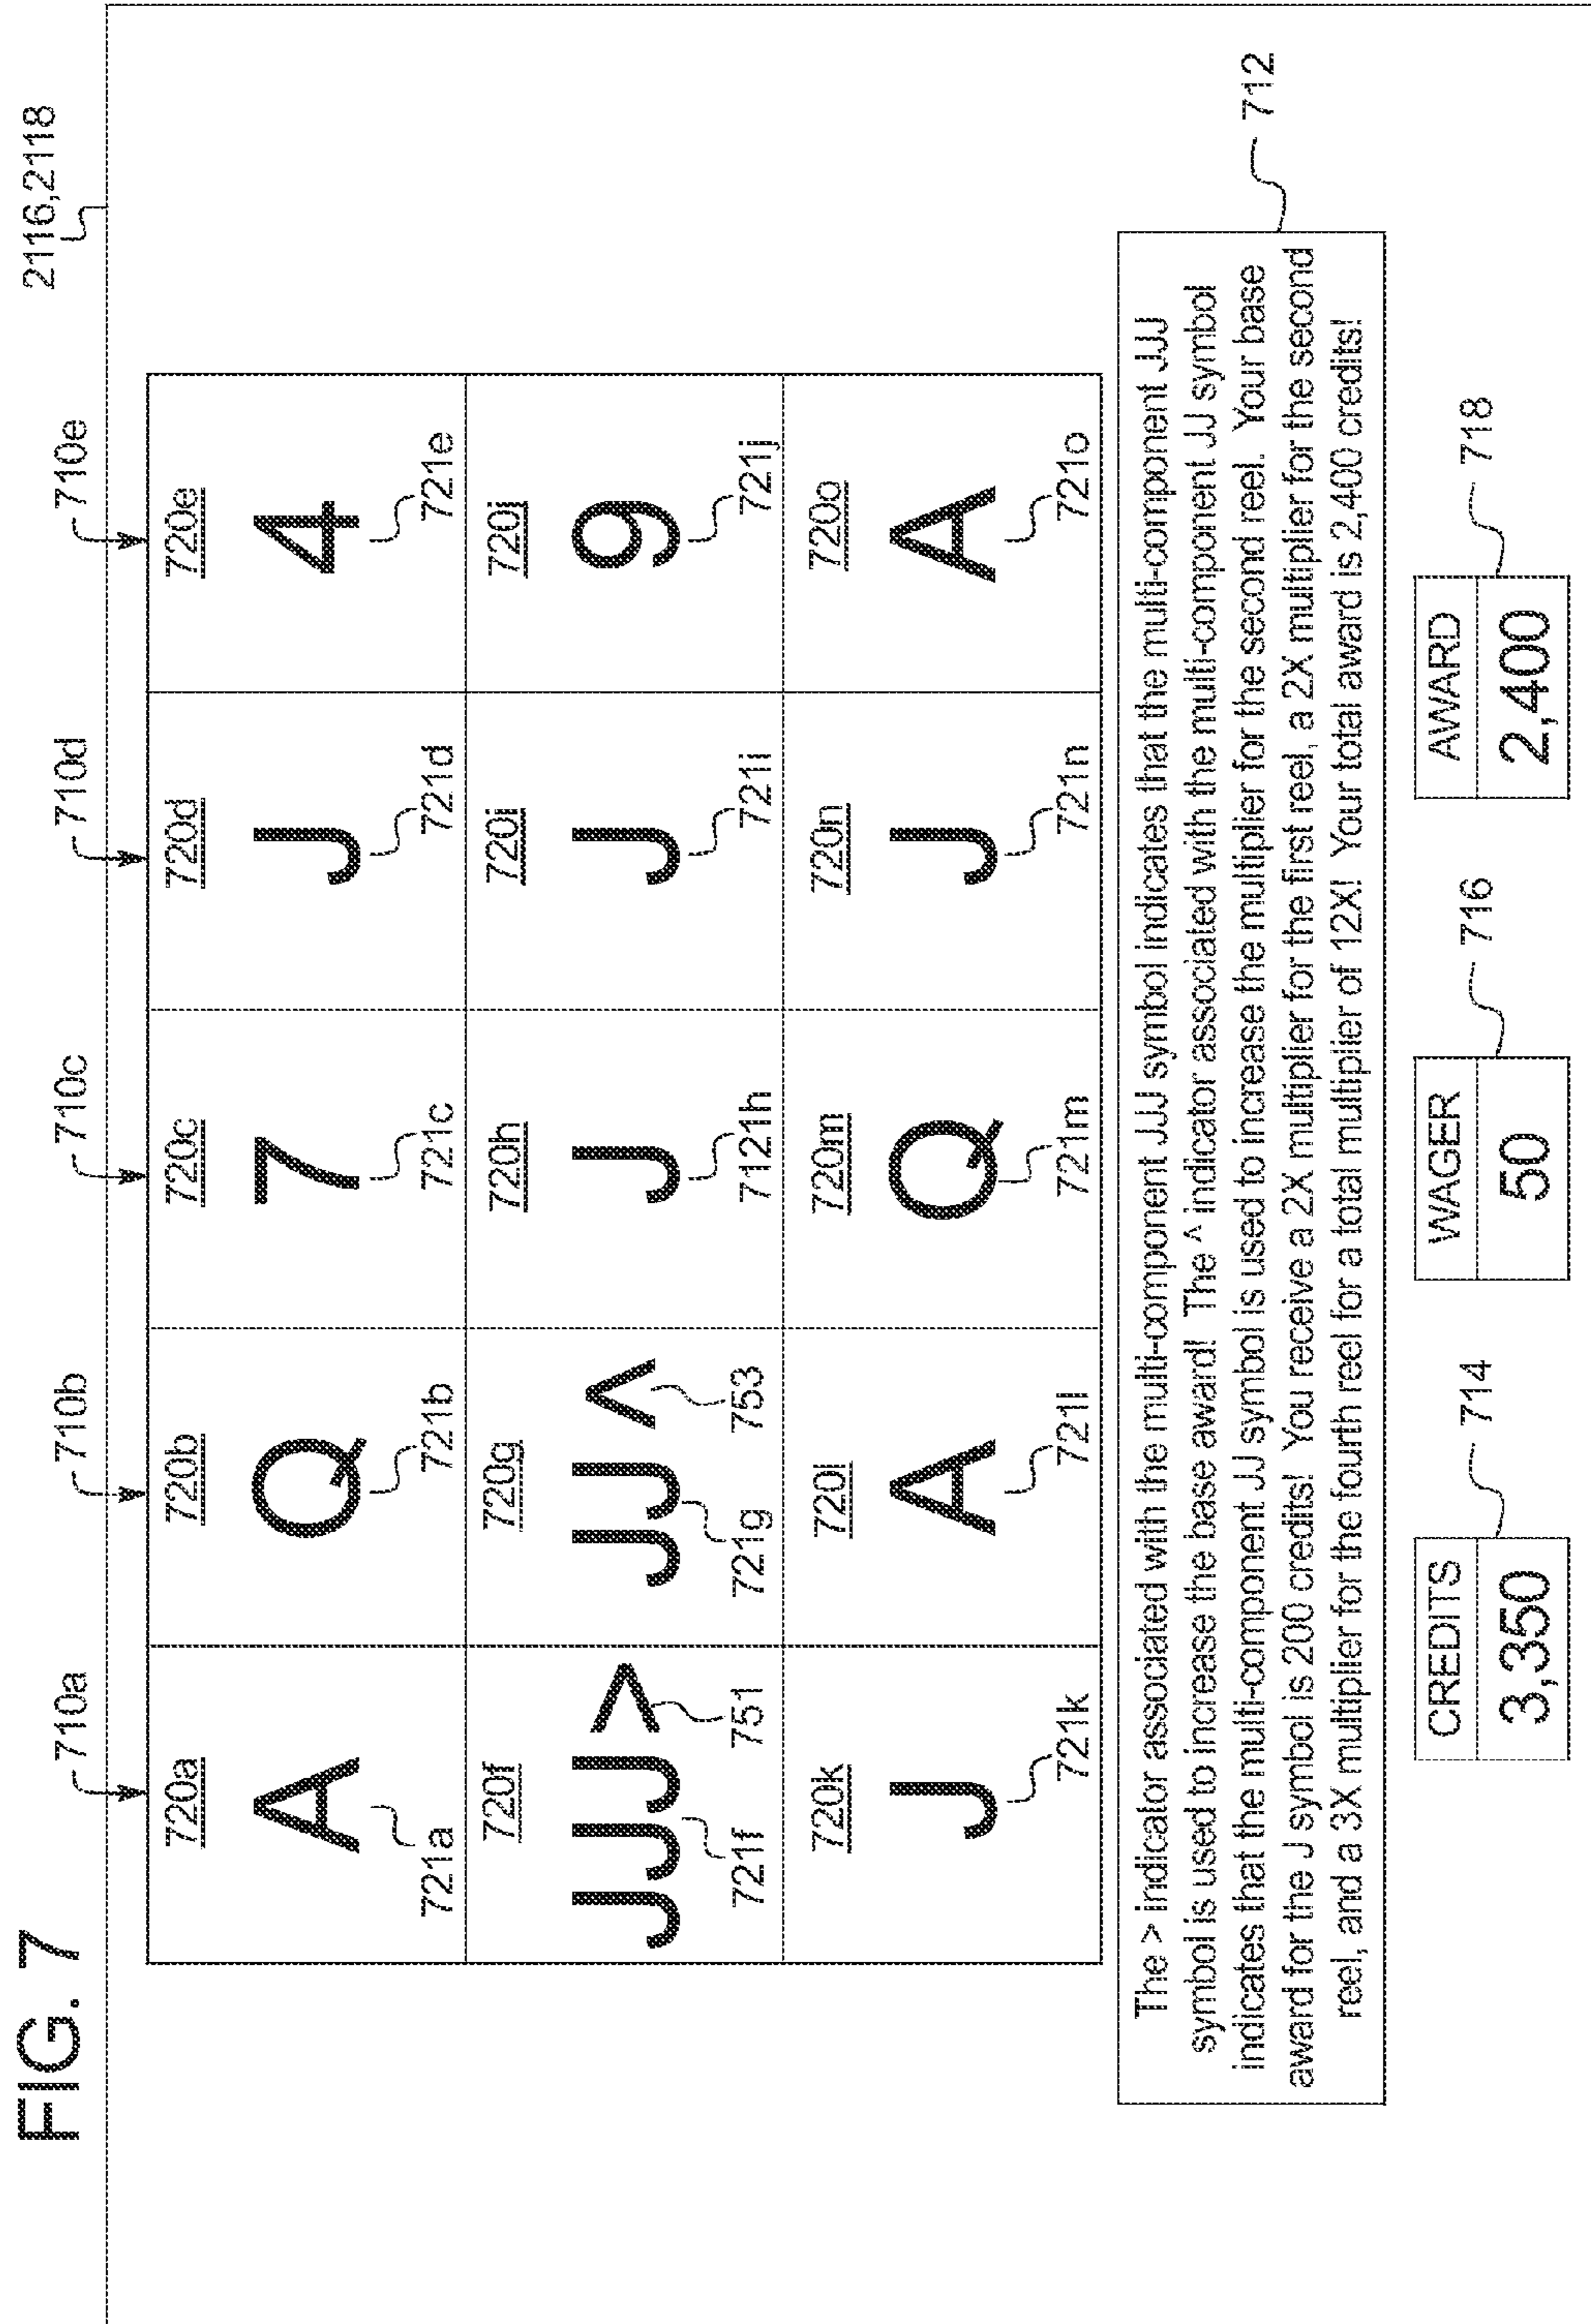 FIG. 7
2116,2118
710a 710b 710c 710d 710e
720a 720b 720c 720d 720e
A Q 7 J 4
721a 721b 721c 721d 721e
720f 720g 720h 720i 720j
JJJ > JJ ^ J J 9
721f 751 721g 753 7121h 721i 721j
720k 720l 720m 720n 720o
J A Q J A
721k 721l 721m 721n 721o
The > indicator associated with the multi-component JJJ symbol indicates that the multi-component JJJ
symbol is used to increase the base award! The ^ indicator associated with the multi-component JJ symbol
indicates that the multi-component JJ symbol is used to increase the multiplier for the second reel. Your base
award for the J symbol is 200 credits! You receive a 2X multiplier for the first reel, a 2X multiplier for the second
reel, and a 3X multiplier for the fourth reel for a total multiplier of 12X! Your total award is 2,400 credits!
712
CREDITS WAGER AWARD
3,350 50 2,400
714 716 718